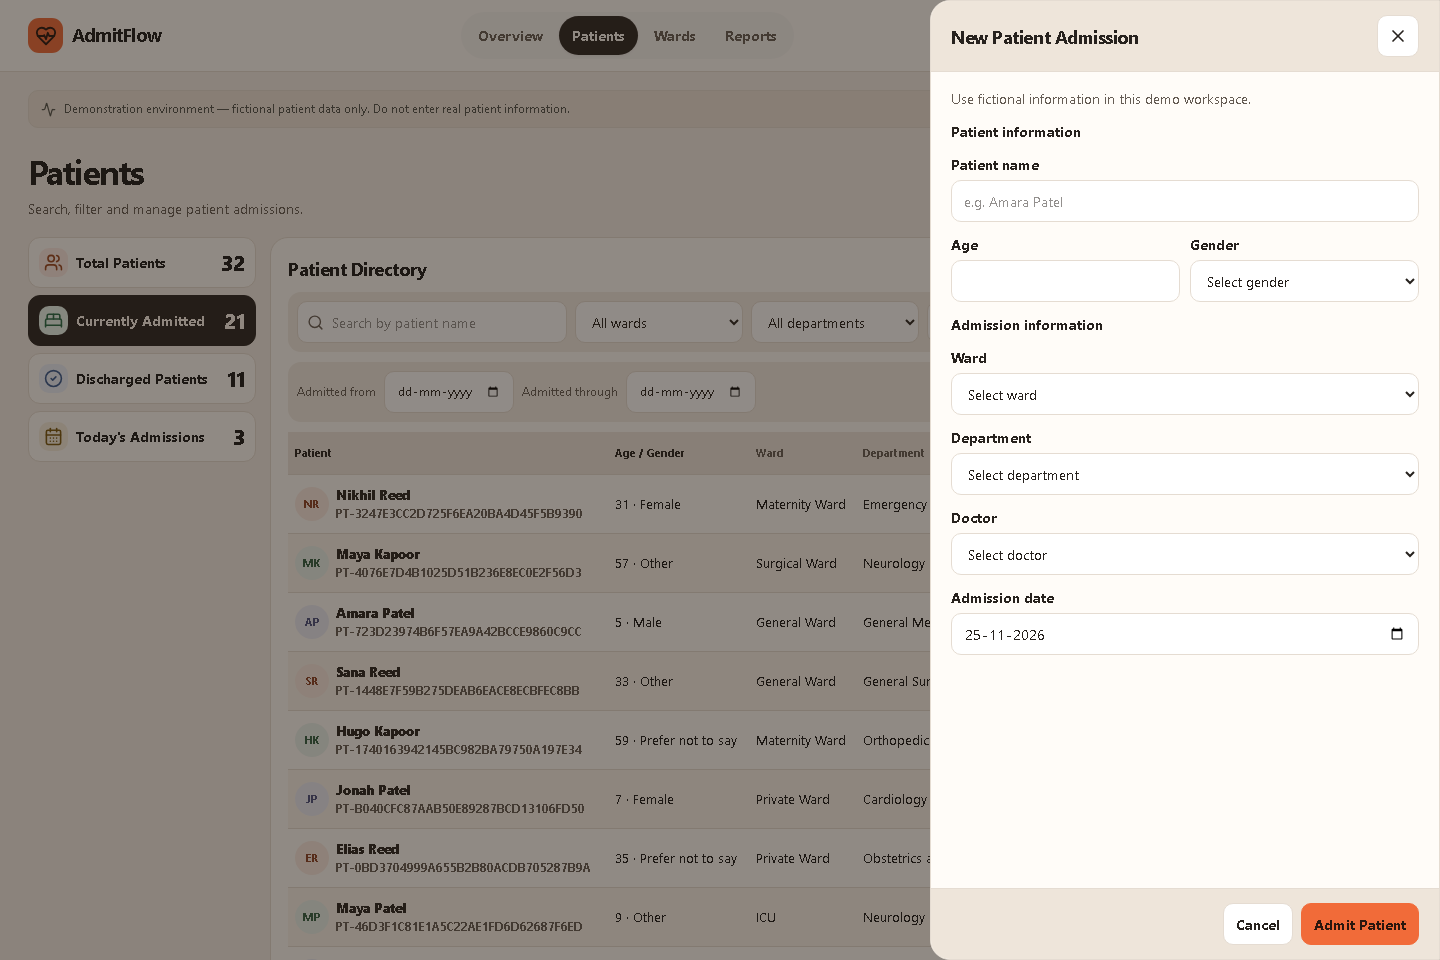 AdmitFlow
Overview Patients Wards Reports
Demonstration environment — fictional patient data only. Do not enter real patient information.
Patients
Search, filter and manage patient admissions.
Total Patients 32
Currently Admitted 21
Discharged Patients 11
Today's Admissions 3
Patient Directory
Search by patient name All wards All departments
Admitted from dd-mm-yyyy Admitted through dd-mm-yyyy
Patient Age / Gender Ward Department
NR Nikhil Reed 31 · Female Maternity Ward Emergency
PT-3247E3CC2D725F6EA20BA4D45F5B9390
MK Maya Kapoor 57 · Other Surgical Ward Neurology
PT-4076E7D4B1025D51B236E8EC0E2F56D3
AP Amara Patel 5 · Male General Ward General Me
PT-723D23974B6F57EA9A42BCCE9860C9CC
SR Sana Reed 33 · Other General Ward General Sur
PT-1448E7F59B275DEAB6EACE8ECBFEC8BB
HK Hugo Kapoor 59 · Prefer not to say Maternity Ward Orthopedic
PT-1740163942145BC982BA79750A197E34
JP Jonah Patel 7 · Female Private Ward Cardiology
PT-B040CFC87AAB50E89287BCD13106FD50
ER Elias Reed 35 · Prefer not to say Private Ward Obstetrics a
PT-0BD3704999A655B2B80ACDB705287B9A
MP Maya Patel 9 · Other ICU Neurology
PT-46D3F1C81E1A5C22AE1FD6D62687F6ED
New Patient Admission
Use fictional information in this demo workspace.
Patient information
Patient name
e.g. Amara Patel
Age Gender
Select gender
Admission information
Ward
Select ward
Department
Select department
Doctor
Select doctor
Admission date
25-11-2026
Cancel Admit Patient